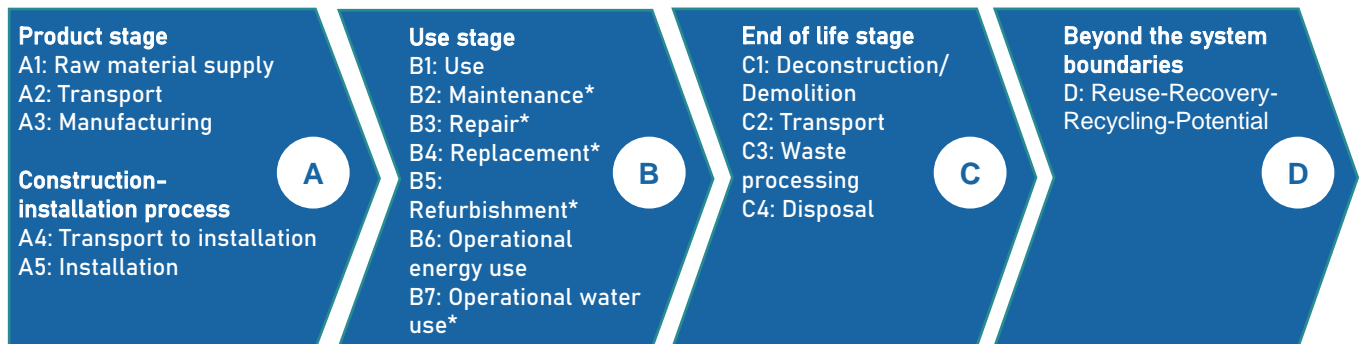 Product stage
A1: Raw material supply
A2: Transport
A3: Manufacturing
Construction-
installation process
A4: Transport to installation
A5: Installation
A
Use stage
B1: Use
B2: Maintenance*
B3: Repair*
B4: Replacement*
B5:
Refurbishment*
B6: Operational
energy use
B7: Operational water
use*
B
End of life stage
C1: Deconstruction/
Demolition
C2: Transport
C3: Waste
processing
C4: Disposal
C
Beyond the system
boundaries
D: Reuse-Recovery-
Recycling-Potential
D